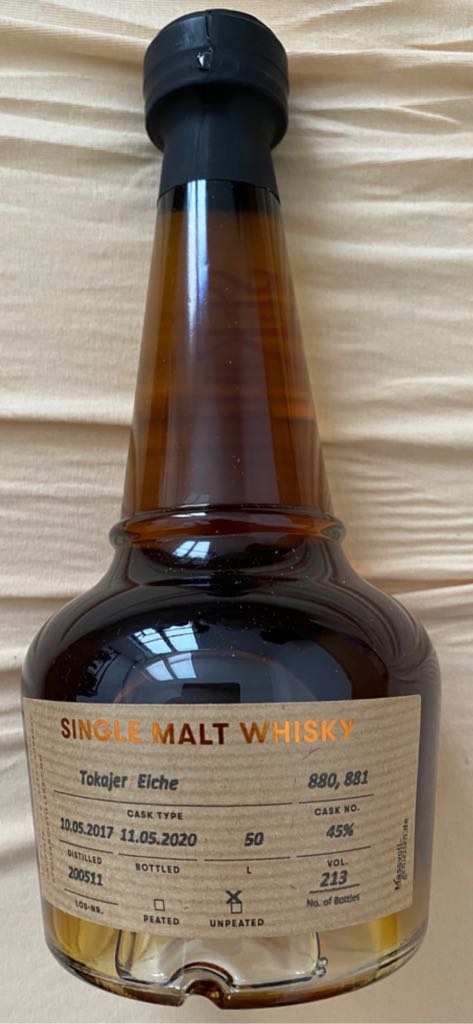 SINGLE MALT WHISKY
Tokajer Eiche 880, 881
CASK TYPE CASK NO.
10.05.2017 11.05.2020 50 45%
DISTILLED BOTTLED L VOL.
200511 213
LOS-NR. PEATED UNPEATED No. of Bottles